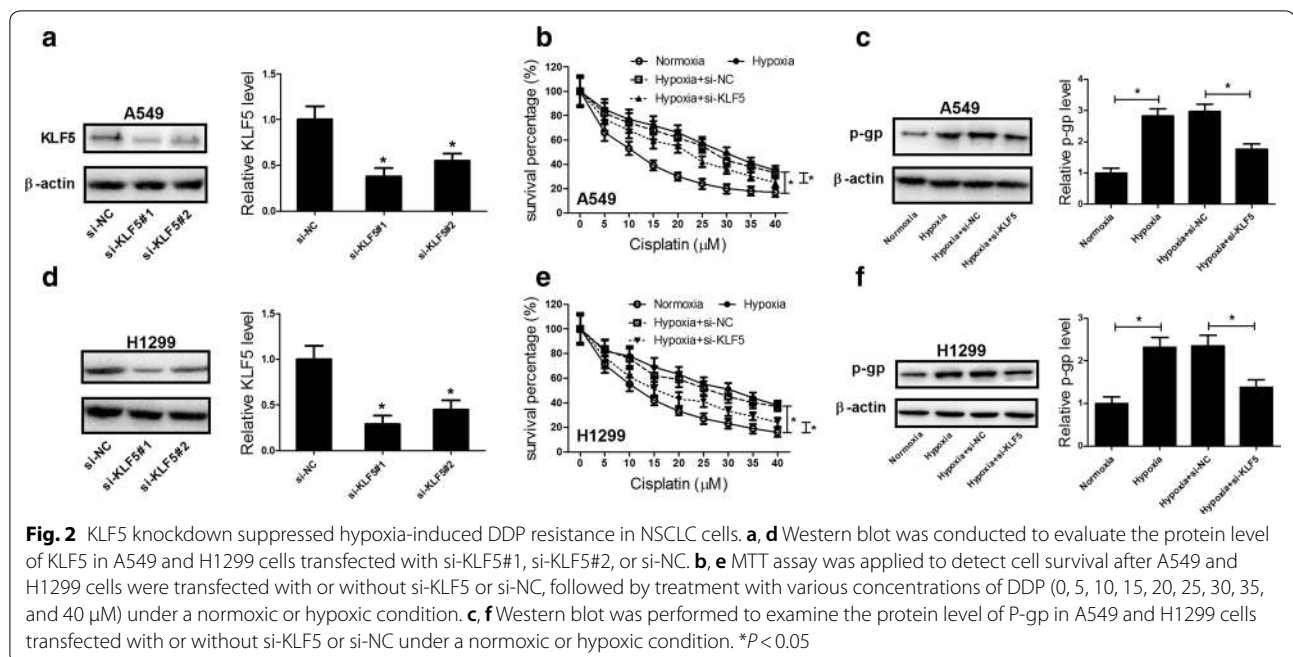 a
A549
KLF5
β-actin
si-NC
si-KLF5#1
si-KLF5#2
Relative KLF5 level
1.5
1.0
0.5
0.0
*
*
si-NC
si-KLF5#1
si-KLF5#2
b
Normoxia
Hypoxia
Hypoxia+si-NC
Hypoxia+si-KLF5
survival percentage (%)
120
100
80
60
40
20
0
A549
*
*
0 5 10 15 20 25 30 35 40
Cisplatin (μM)
c
A549
p-gp
β-actin
Normoxia
Hypoxia
Hypoxia+si-NC
Hypoxia+si-KLF5
Relative p-gp level
4
3
2
1
0
*
*
Normoxia
Hypoxia
Hypoxia+si-NC
Hypoxia+si-KLF5
d
H1299
si-NC
si-KLF5#1
si-KLF5#2
Relative KLF5 level
1.5
1.0
0.5
0.0
*
*
si-NC
si-KLF5#1
si-KLF5#2
e
Normoxia
Hypoxia
Hypoxia+si-NC
Hypoxia+si-KLF5
survival percentage (%)
120
100
80
60
40
20
0
H1299
*
*
0 5 10 15 20 25 30 35 40
Cisplatin (μM)
f
H1299
p-gp
β-actin
Normoxia
Hypoxia
Hypoxia+si-NC
Hypoxia+si-KLF5
Relative p-gp level
3
2
1
0
*
*
Normoxia
Hypoxia
Hypoxia+si-NC
Hypoxia+si-KLF5
Fig. 2 KLF5 knockdown suppressed hypoxia-induced DDP resistance in NSCLC cells. a, d Western blot was conducted to evaluate the protein level
of KLF5 in A549 and H1299 cells transfected with si-KLF5#1, si-KLF5#2, or si-NC. b, e MTT assay was applied to detect cell survival after A549 and
H1299 cells were transfected with or without si-KLF5 or si-NC, followed by treatment with various concentrations of DDP (0, 5, 10, 15, 20, 25, 30, 35,
and 40 μM) under a normoxic or hypoxic condition. c, f Western blot was performed to examine the protein level of P-gp in A549 and H1299 cells
transfected with or without si-KLF5 or si-NC under a normoxic or hypoxic condition. *P < 0.05